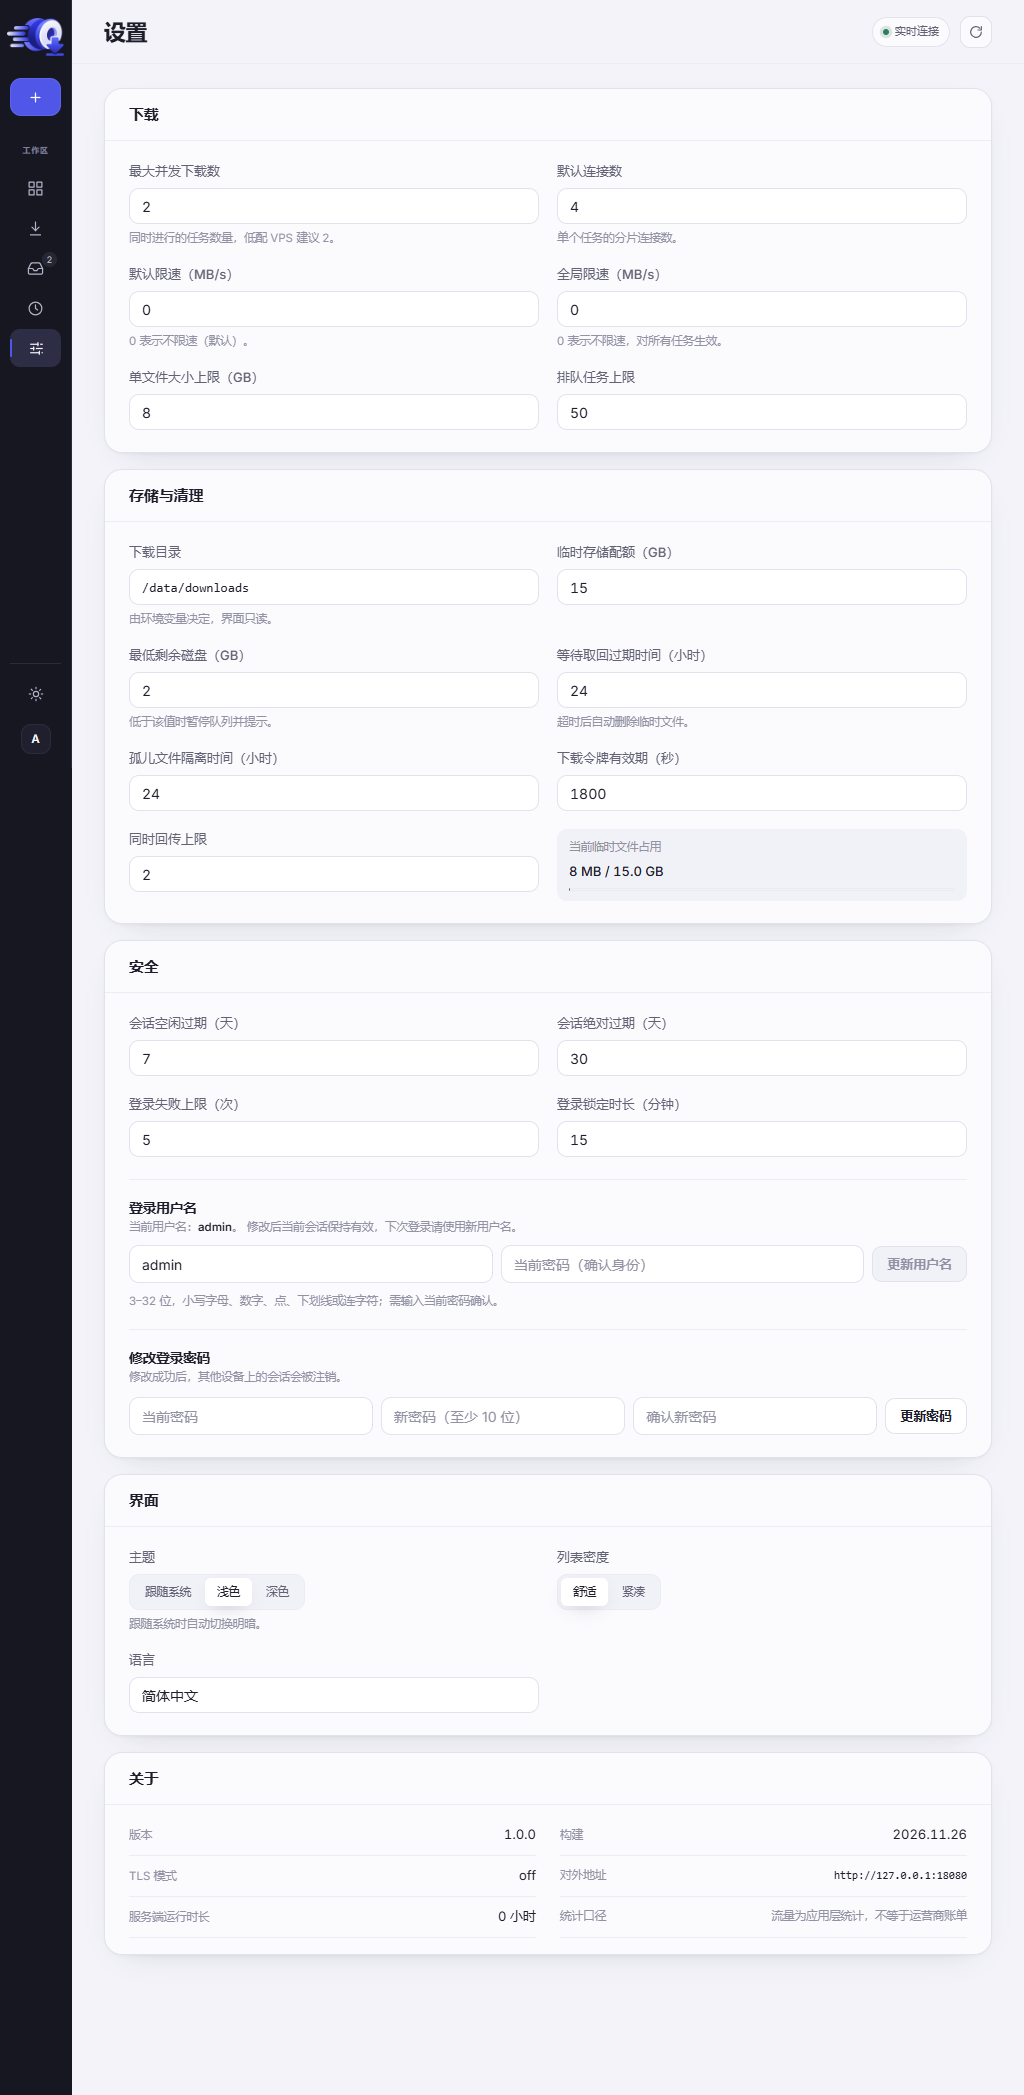 设置
实时连接
工作区
2
A
下载
最大并发下载数
2
同时进行的任务数量，低配 VPS 建议 2。
默认连接数
4
单个任务的分片连接数。
默认限速（MB/s）
0
0 表示不限速（默认）。
全局限速（MB/s）
0
0 表示不限速，对所有任务生效。
单文件大小上限（GB）
8
排队任务上限
50
存储与清理
下载目录
/data/downloads
由环境变量决定，界面只读。
临时存储配额（GB）
15
最低剩余磁盘（GB）
2
低于该值时暂停队列并提示。
等待取回过期时间（小时）
24
超时后自动删除临时文件。
孤儿文件隔离时间（小时）
24
下载令牌有效期（秒）
1800
同时回传上限
2
当前临时文件占用
8 MB / 15.0 GB
安全
会话空闲过期（天）
7
会话绝对过期（天）
30
登录失败上限（次）
5
登录锁定时长（分钟）
15
登录用户名
当前用户名：admin。 修改后当前会话保持有效，下次登录请使用新用户名。
admin
当前密码（确认身份）
更新用户名
3–32 位，小写字母、数字、点、下划线或连字符；需输入当前密码确认。
修改登录密码
修改成功后，其他设备上的会话会被注销。
当前密码
新密码（至少 10 位）
确认新密码
更新密码
界面
主题
跟随系统 浅色 深色
跟随系统时自动切换明暗。
列表密度
舒适 紧凑
语言
简体中文
关于
版本 1.0.0
构建 2026.11.26
TLS 模式 off
对外地址 http://127.0.0.1:18080
服务端运行时长 0 小时
统计口径 流量为应用层统计，不等于运营商账单